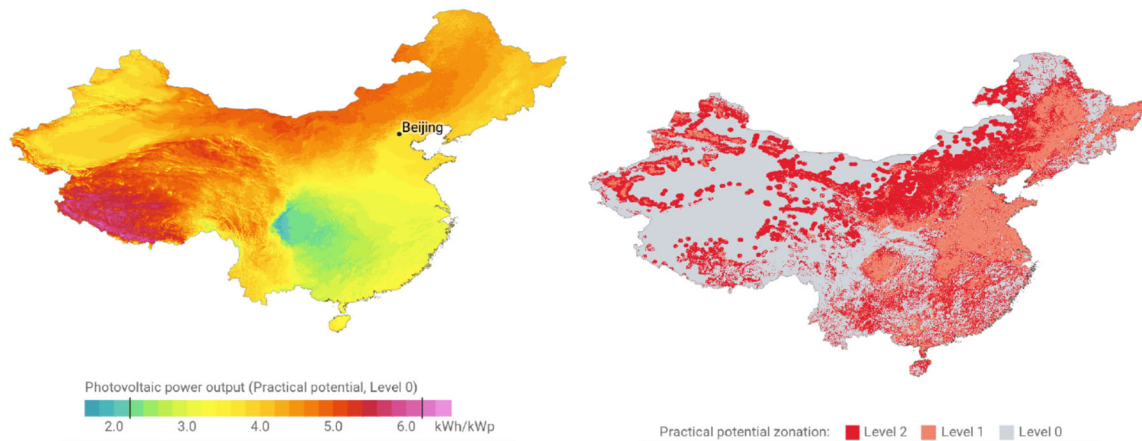 Beijing
Photovoltaic power output (Practical potential, Level 0)
2.0 3.0 4.0 5.0 6.0 kWh/kWp
Practical potential zonation: Level 2 Level 1 Level 0